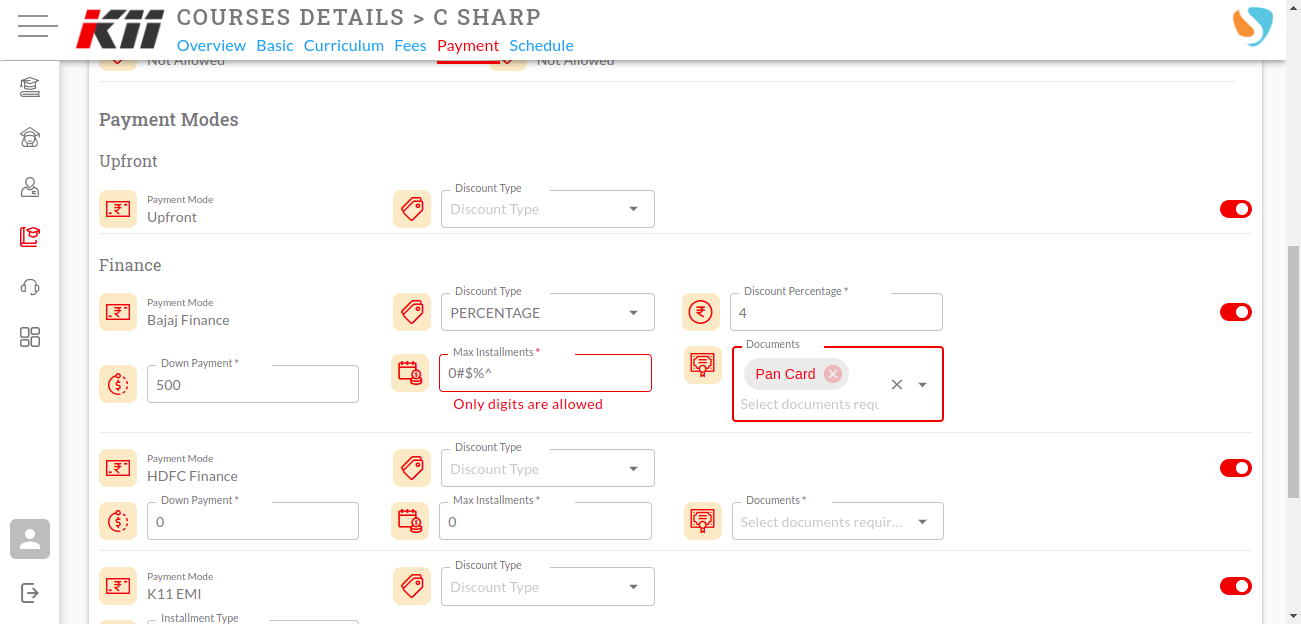 K11
COURSES DETAILS > C SHARP
Overview Basic Curriculum Fees Payment Schedule
Not Allowed Not Allowed
Payment Modes
Upfront
Payment Mode
Upfront
Discount Type
Discount Type
Finance
Payment Mode
Bajaj Finance
Discount Type
PERCENTAGE
Discount Percentage *
4
Down Payment *
500
Max Installments *
0#$%^
Only digits are allowed
Documents
Pan Card
Select documents requ
Payment Mode
HDFC Finance
Discount Type
Discount Type
Down Payment *
0
Max Installments *
0
Documents *
Select documents requir...
Payment Mode
K11 EMI
Discount Type
Discount Type
Installment Type